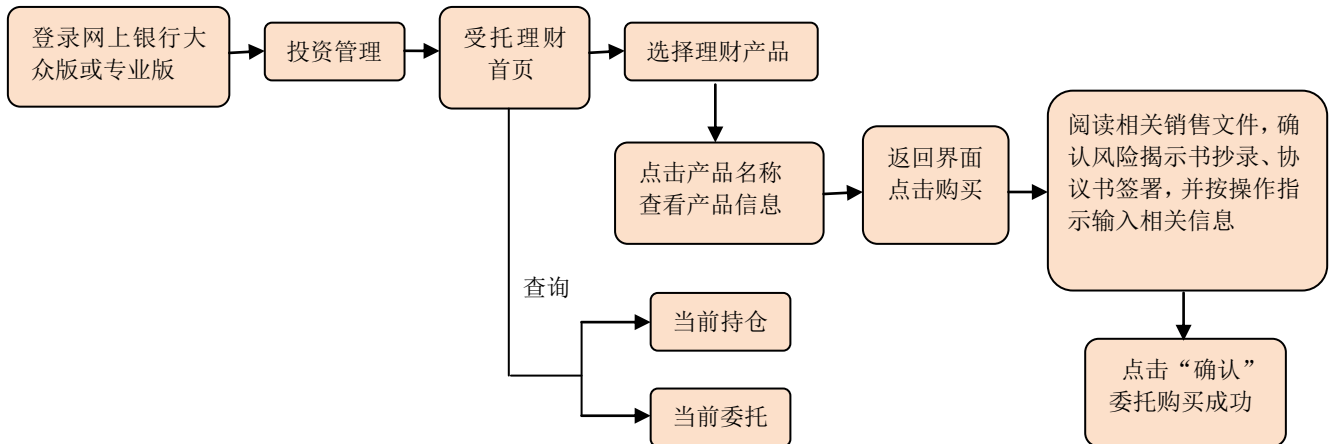 登录网上银行大
众版或专业版
投资管理
受托理财
首页
选择理财产品
点击产品名称
查看产品信息
返回界面
点击购买
阅读相关销售文件，确
认风险揭示书抄录、协
议书签署，并按操作指
示输入相关信息
查询
当前持仓
当前委托
点击“确认”
委托购买成功